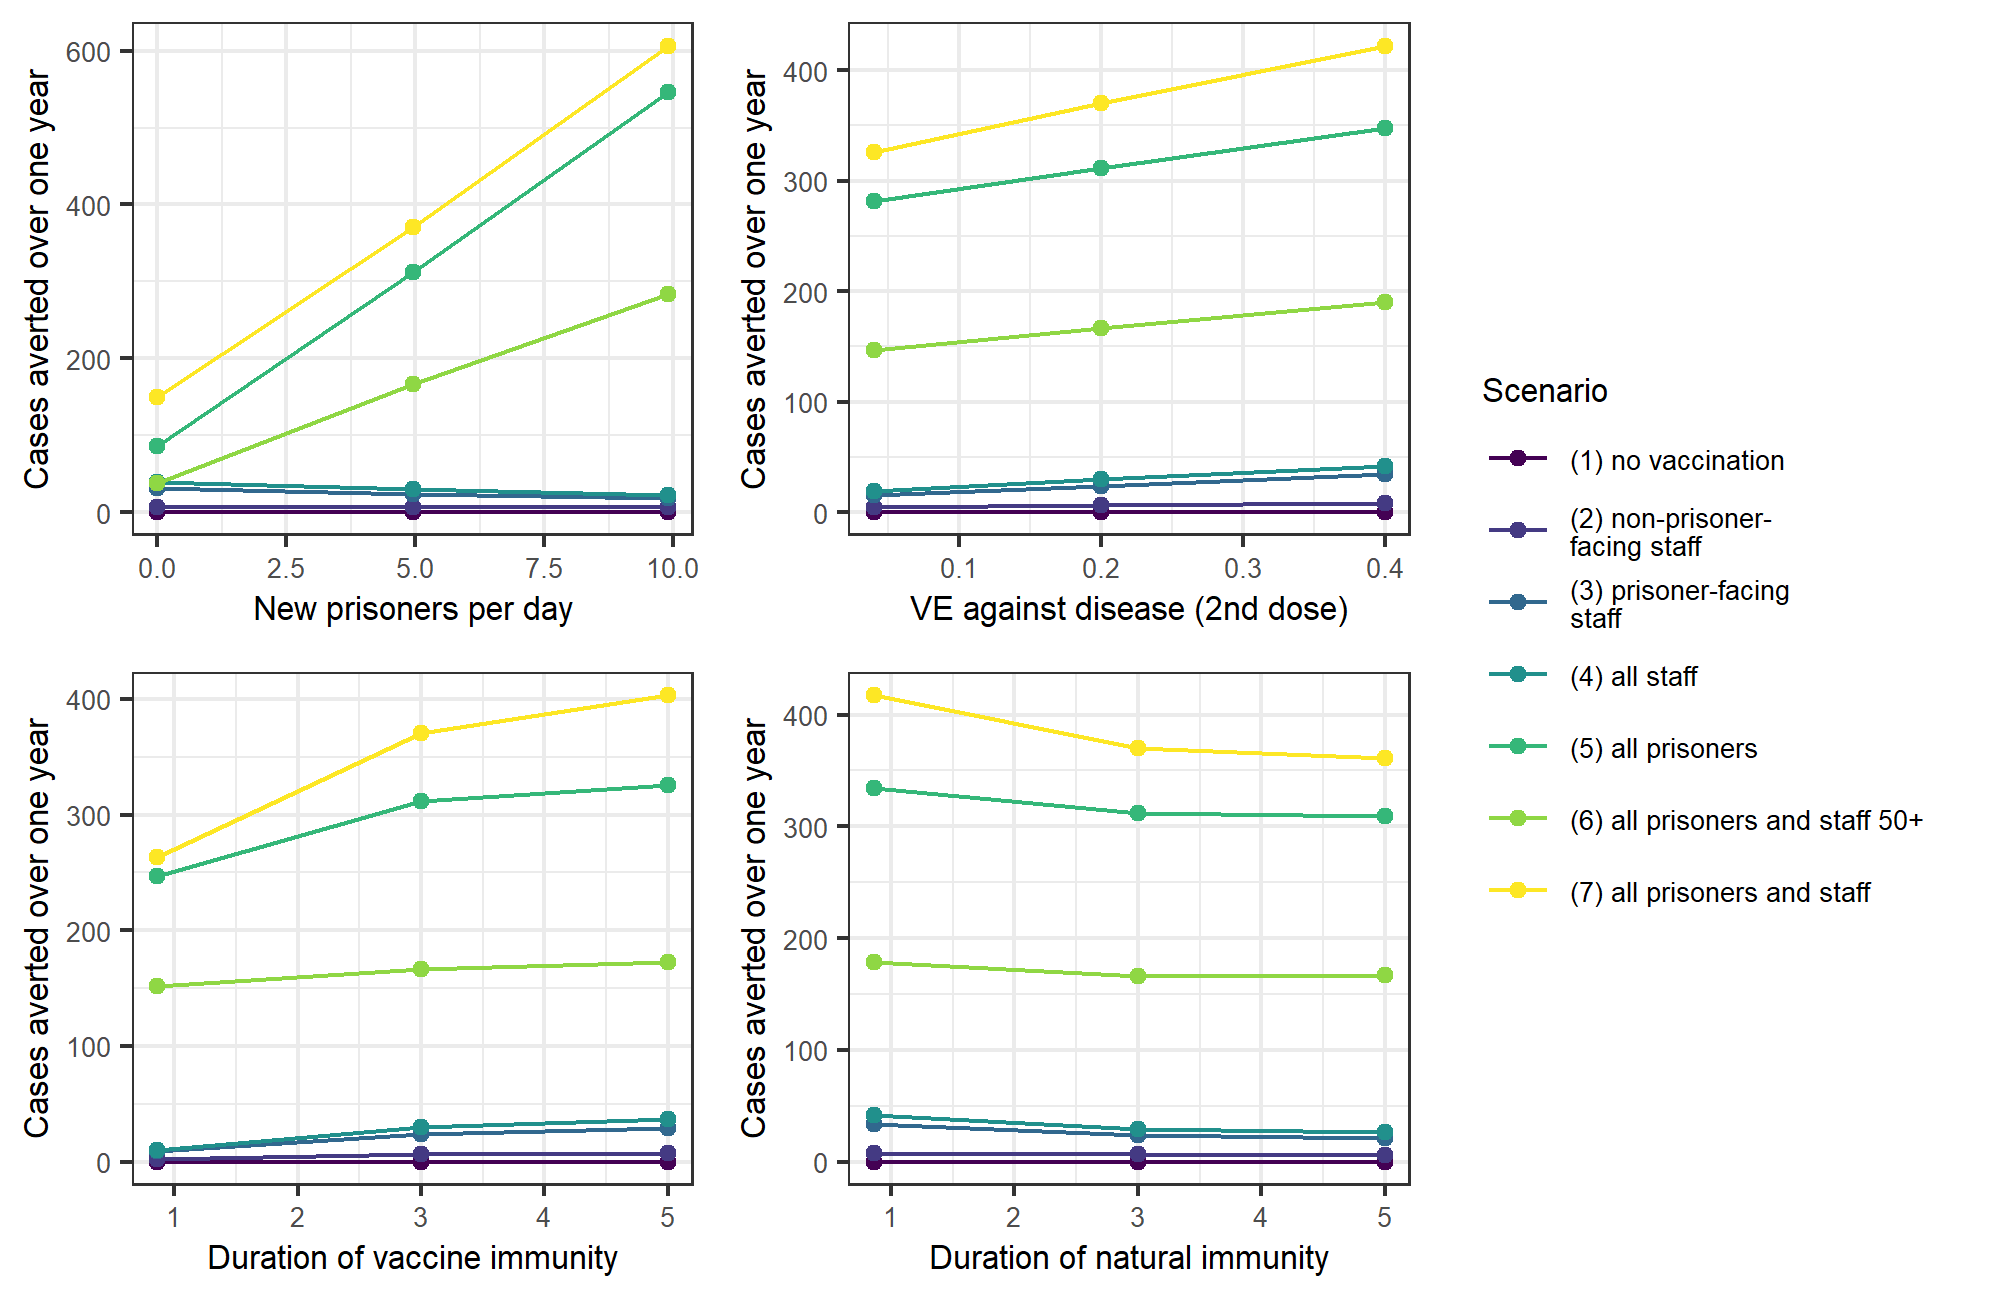 Cases averted over one year
600
400
200
0
0.0 2.5 5.0 7.5 10.0
New prisoners per day
Cases averted over one year
400
300
200
100
0
0.1 0.2 0.3 0.4
VE against disease (2nd dose)
Cases averted over one year
400
300
200
100
0
1 2 3 4 5
Duration of vaccine immunity
Cases averted over one year
400
300
200
100
0
1 2 3 4 5
Duration of natural immunity
Scenario
(1) no vaccination
(2) non-prisoner-
facing staff
(3) prisoner-facing
staff
(4) all staff
(5) all prisoners
(6) all prisoners and staff 50+
(7) all prisoners and staff